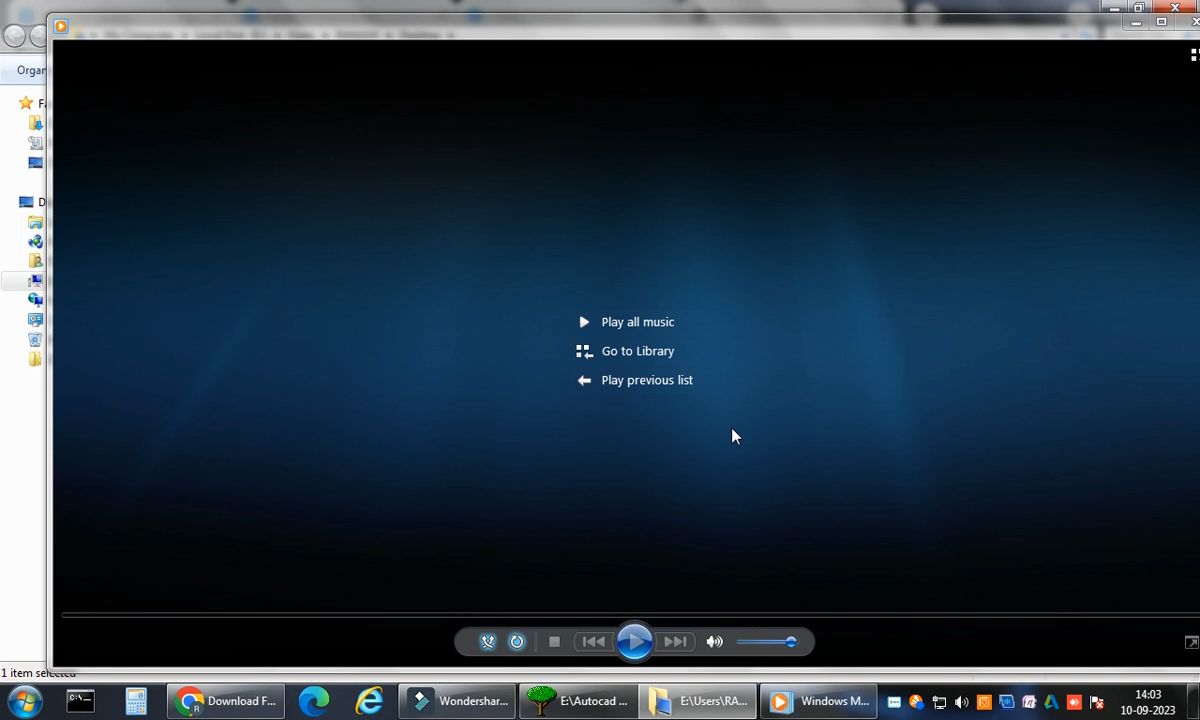 Organ
Fa
D
Play all music
Go to Library
Play previous list
1 item selected
C:\
R
Download F...
Wondershar...
E:\Autocad ...
E:\Users\RA...
Windows M...
14:03
10-09-2023